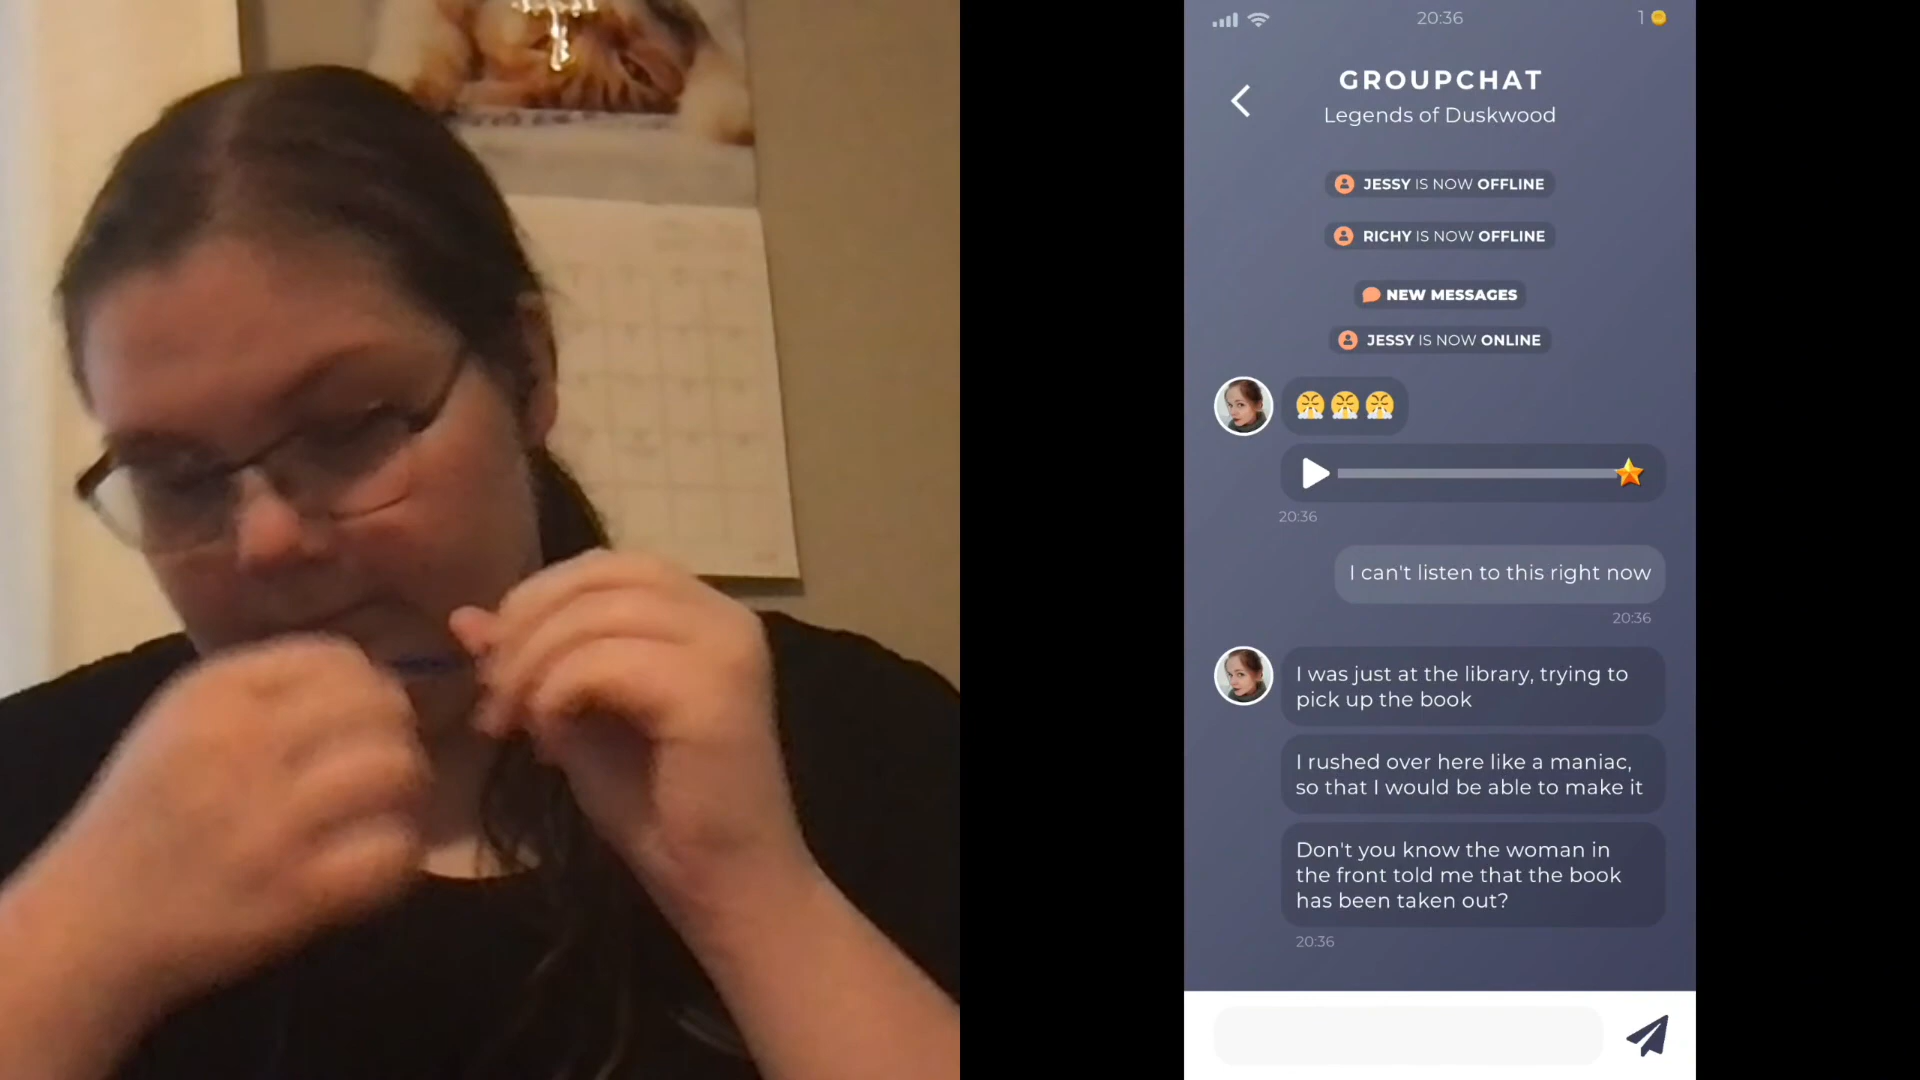 20:36
1
GROUPCHAT
Legends of Duskwood
JESSY IS NOW OFFLINE
RICHY IS NOW OFFLINE
NEW MESSAGES
JESSY IS NOW ONLINE
20:36
I can't listen to this right now
20:36
I was just at the library, trying to
pick up the book
I rushed over here like a maniac,
so that I would be able to make it
Don't you know the woman in
the front told me that the book
has been taken out?
20:36